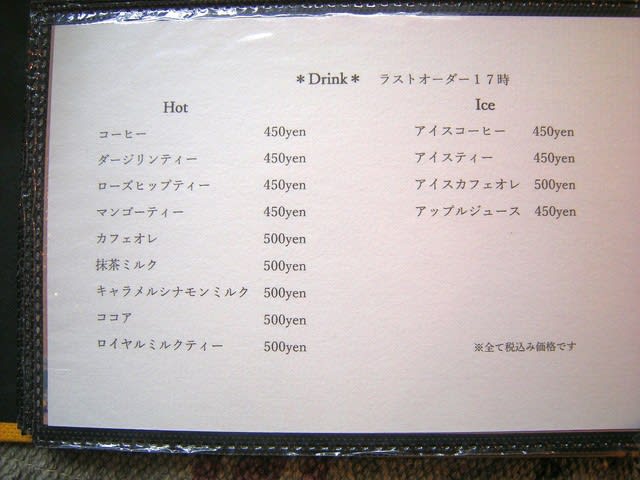 ＊Drink＊ ラストオーダー１７時
Hot
コーヒー 450yen
ダージリンティー 450yen
ローズヒップティー 450yen
マンゴーティー 450yen
カフェオレ 500yen
抹茶ミルク 500yen
キャラメルシナモンミルク 500yen
ココア 500yen
ロイヤルミルクティー 500yen
Ice
アイスコーヒー 450yen
アイスティー 450yen
アイスカフェオレ 500yen
アップルジュース 450yen
※全て税込み価格です